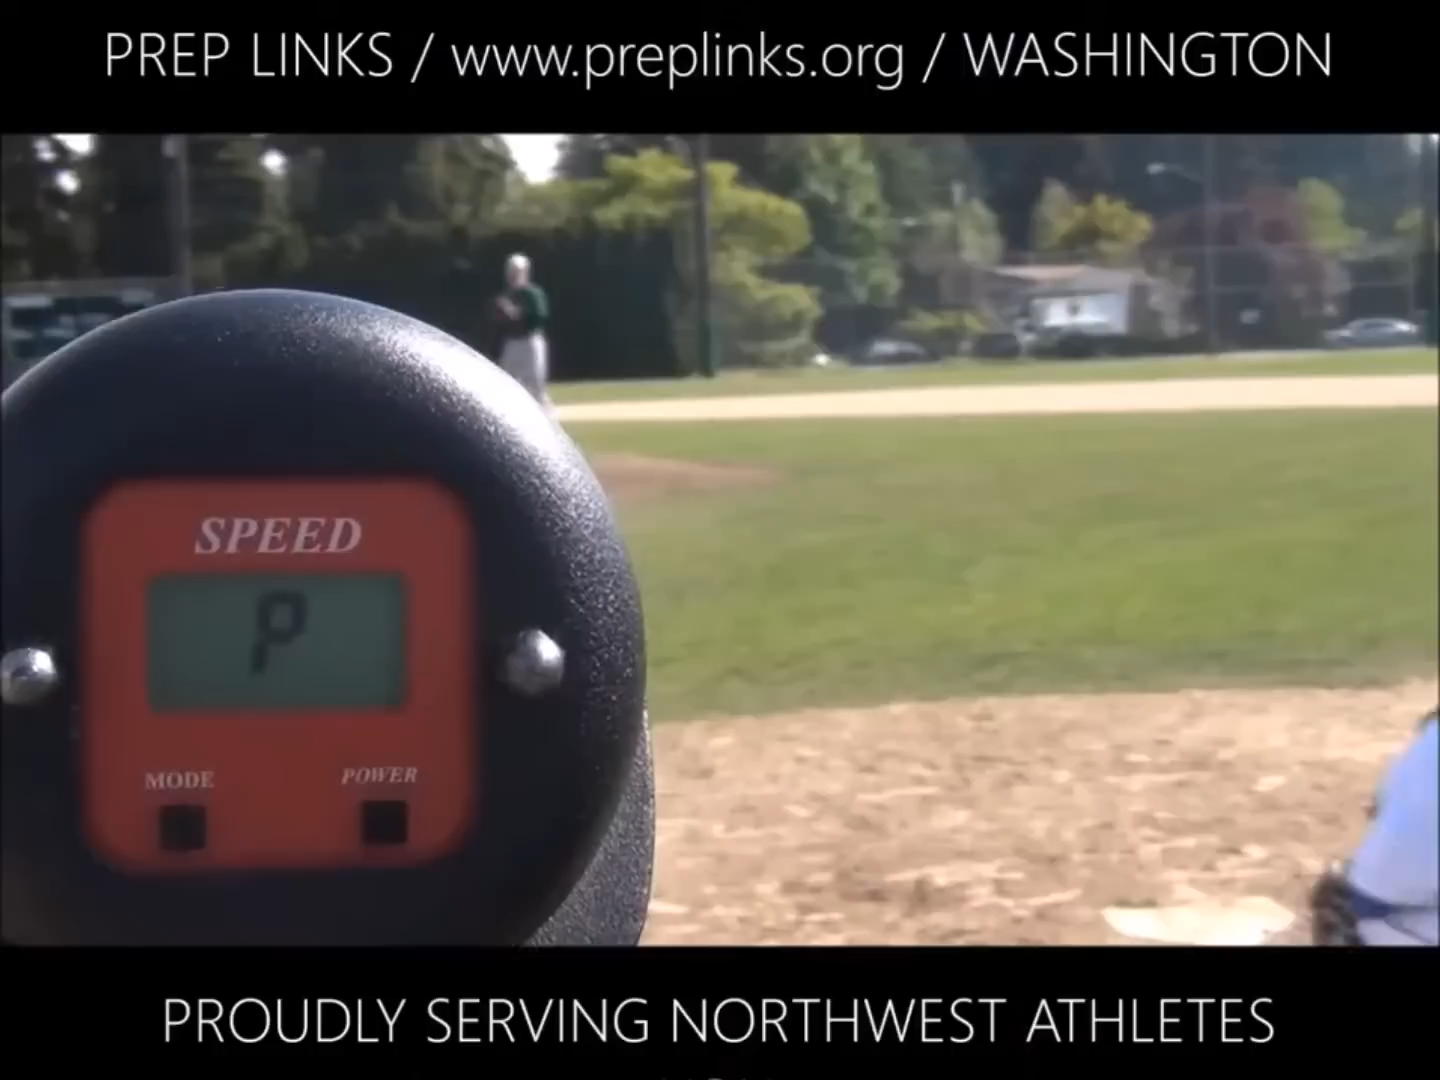 PREP LINKS / www.preplinks.org / WASHINGTON
SPEED
P
MODE POWER
PROUDLY SERVING NORTHWEST ATHLETES